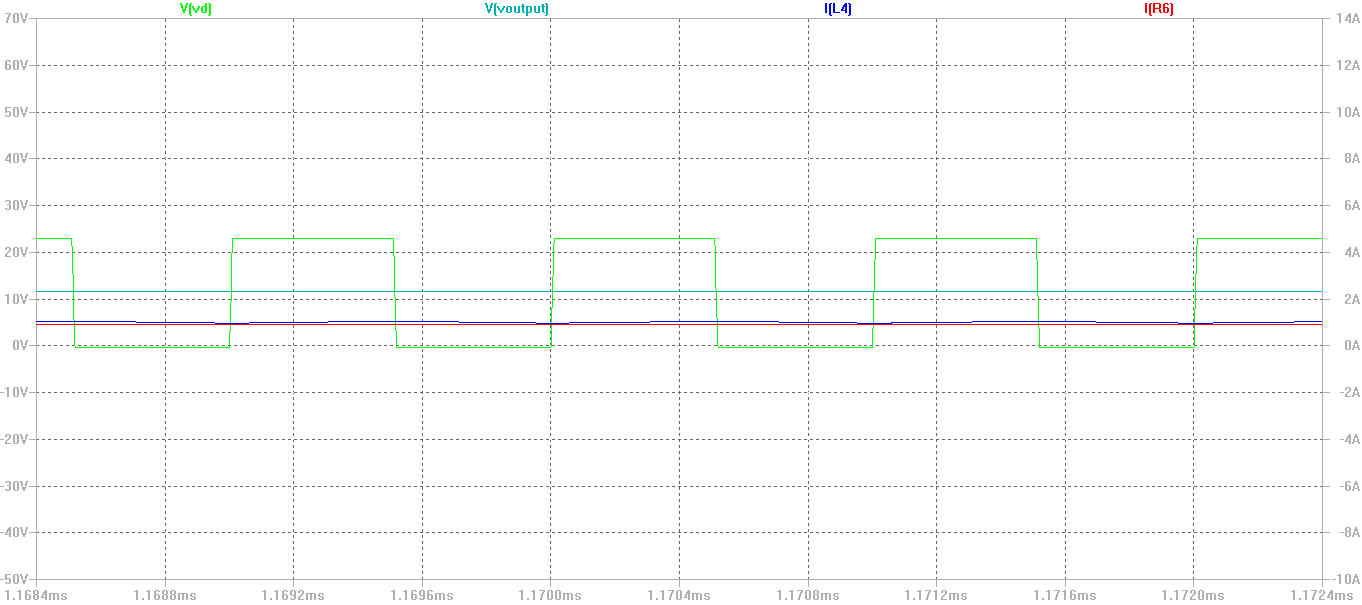 V(vd) V(voutput) I(L4) I(R6)
70V 14A
60V 12A
50V 10A
40V 8A
30V 6A
20V 4A
10V 2A
0V 0A
-10V -2A
-20V -4A
-30V -6A
-40V -8A
-50V -10A
1.1684ms 1.1688ms 1.1692ms 1.1696ms 1.1700ms 1.1704ms 1.1708ms 1.1712ms 1.1716ms 1.1720ms 1.1724ms